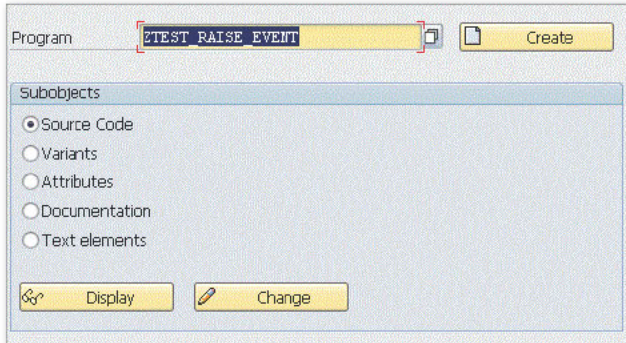 Program ZTEST_RAISE_EVENT Create
Subobjects
Source Code
Variants
Attributes
Documentation
Text elements
Display Change